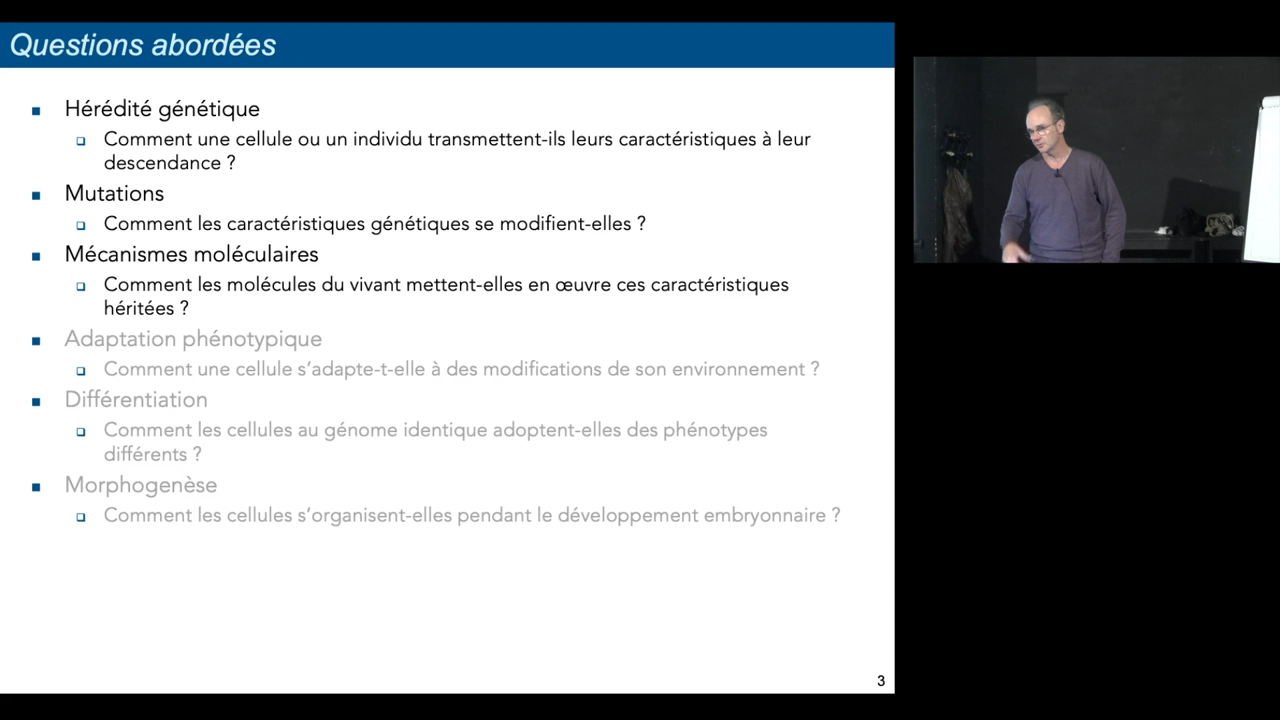 Questions abordées
Hérédité génétique
Comment une cellule ou un individu transmettent-ils leurs caractéristiques à leur
descendance ?
Mutations
Comment les caractéristiques génétiques se modifient-elles ?
Mécanismes moléculaires
Comment les molécules du vivant mettent-elles en œuvre ces caractéristiques
héritées ?
Adaptation phénotypique
Comment une cellule s’adapte-t-elle à des modifications de son environnement ?
Différentiation
Comment les cellules au génome identique adoptent-elles des phénotypes
différents ?
Morphogenèse
Comment les cellules s’organisent-elles pendant le développement embryonnaire ?
3